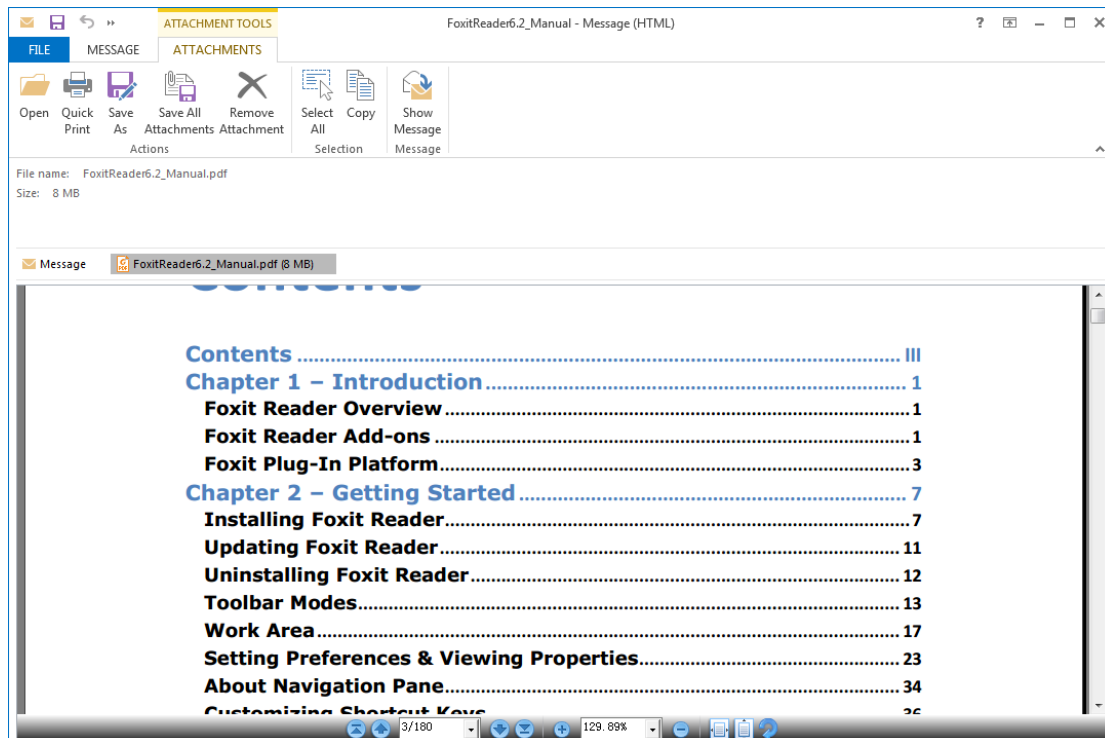 ATTACHMENT TOOLS
FoxitReader6.2_Manual - Message (HTML)
?
FILE
MESSAGE
ATTACHMENTS
Open
Quick Print
Save As
Save All Attachments
Remove Attachment
Select All
Copy
Show Message
Actions
Selection
Message
File name: FoxitReader6.2_Manual.pdf
Size: 8 MB
Message
FoxitReader6.2_Manual.pdf (8 MB)
Contents
Contents ........ III
Chapter 1 – Introduction ........ 1
Foxit Reader Overview ........ 1
Foxit Reader Add-ons ........ 1
Foxit Plug-In Platform ........ 3
Chapter 2 – Getting Started ........ 7
Installing Foxit Reader ........ 7
Updating Foxit Reader ........ 11
Uninstalling Foxit Reader ........ 12
Toolbar Modes ........ 13
Work Area ........ 17
Setting Preferences & Viewing Properties ........ 23
About Navigation Pane ........ 34
Customizing Shortcut Keys ........ 36
3/180
129.89%